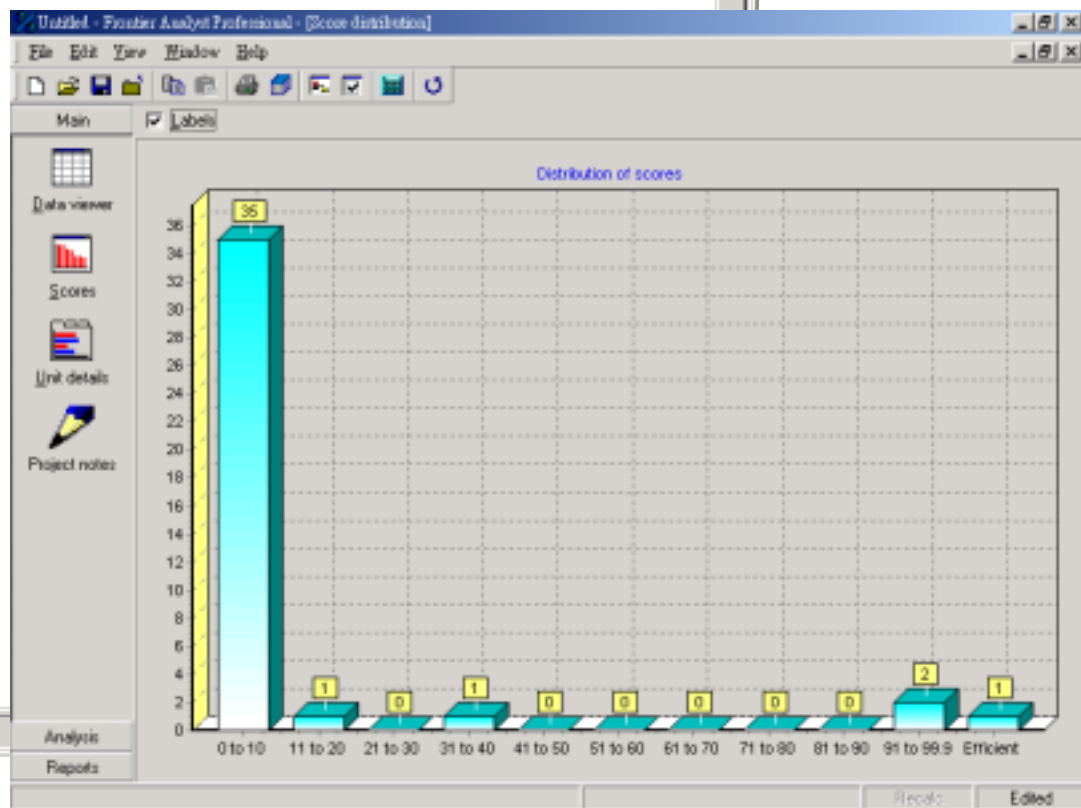 Untitled - Frontier Analyst Professional - [Score distribution]
File Edit View Window Help
Main
Labels
Data viewer
Scores
Unit details
Project notes
Analysis
Reports
Distribution of scores
36
34
32
30
28
26
24
22
20
18
16
14
12
10
8
6
4
2
0
35
1
0
1
0
0
0
0
0
2
1
0 to 10 11 to 20 21 to 30 31 to 40 41 to 50 51 to 60 61 to 70 71 to 80 81 to 90 91 to 99.9 Efficient
Recalc Edited